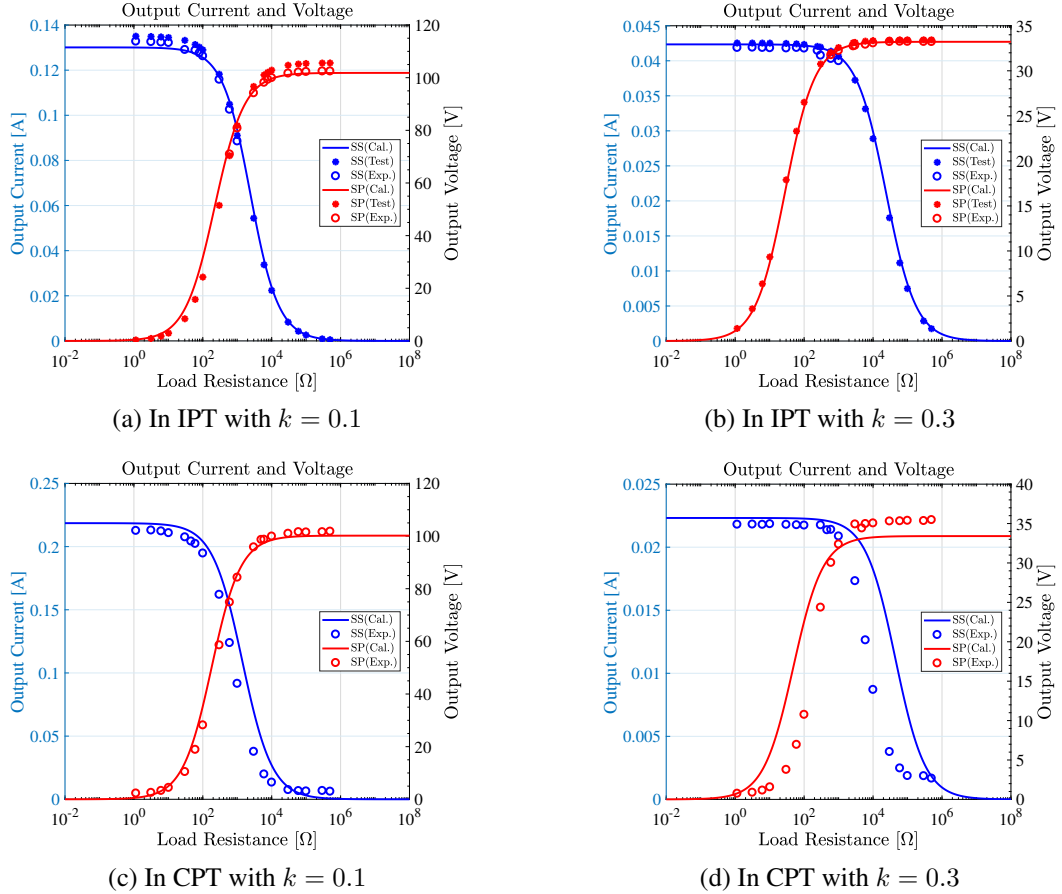 Output Current and Voltage
0.14
0.12
0.1
0.08
0.06
0.04
0.02
0
Output Current [A]
120
100
80
60
40
20
0
Output Voltage [V]
SS(Cal.)
SS(Test)
SS(Exp.)
SP(Cal.)
SP(Test)
SP(Exp.)
10^-2 10^0 10^2 10^4 10^6 10^8
Load Resistance [Ω]
(a) In IPT with k = 0.1
Output Current and Voltage
0.045
0.04
0.035
0.03
0.025
0.02
0.015
0.01
0.005
0
Output Current [A]
35
30
25
20
15
10
5
0
Output Voltage [V]
SS(Cal.)
SS(Test)
SS(Exp.)
SP(Cal.)
SP(Test)
SP(Exp.)
10^-2 10^0 10^2 10^4 10^6 10^8
Load Resistance [Ω]
(b) In IPT with k = 0.3
Output Current and Voltage
0.25
0.2
0.15
0.1
0.05
0
Output Current [A]
120
100
80
60
40
20
0
Output Voltage [V]
SS(Cal.)
SS(Exp.)
SP(Cal.)
SP(Exp.)
10^-2 10^0 10^2 10^4 10^6 10^8
Load Resistance [Ω]
(c) In CPT with k = 0.1
Output Current and Voltage
0.025
0.02
0.015
0.01
0.005
0
Output Current [A]
40
35
30
25
20
15
10
5
0
Output Voltage [V]
SS(Cal.)
SS(Exp.)
SP(Cal.)
SP(Exp.)
10^-2 10^0 10^2 10^4 10^6 10^8
Load Resistance [Ω]
(d) In CPT with k = 0.3